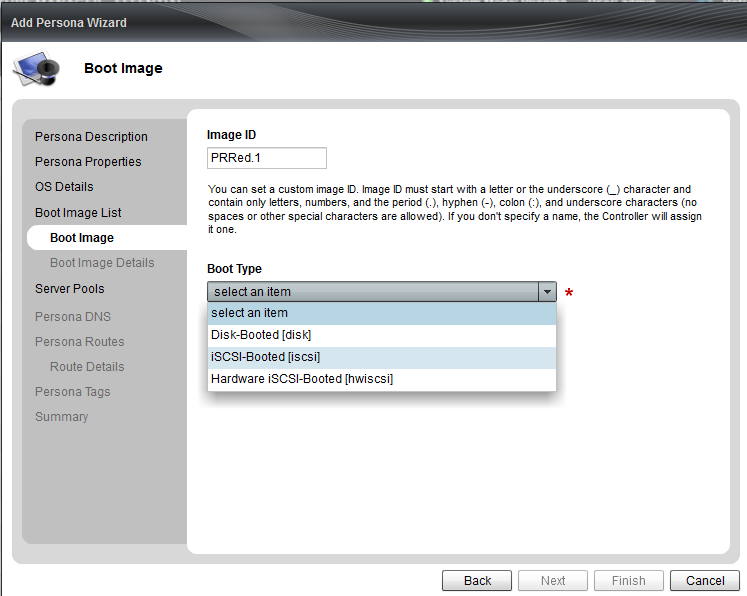 Add Persona Wizard
Boot Image
Persona Description
Persona Properties
OS Details
Boot Image List
Boot Image
Boot Image Details
Server Pools
Persona DNS
Persona Routes
Route Details
Persona Tags
Summary
Image ID
PRRed.1
You can set a custom image ID. Image ID must start with a letter or the underscore (_) character and
contain only letters, numbers, and the period (.), hyphen (-), colon (:), and underscore characters (no
spaces or other special characters are allowed). If you don't specify a name, the Controller will assign
it one.
Boot Type
select an item
*
select an item
Disk-Booted [disk]
iSCSI-Booted [iscsi]
Hardware iSCSI-Booted [hwiscsi]
Back
Next
Finish
Cancel